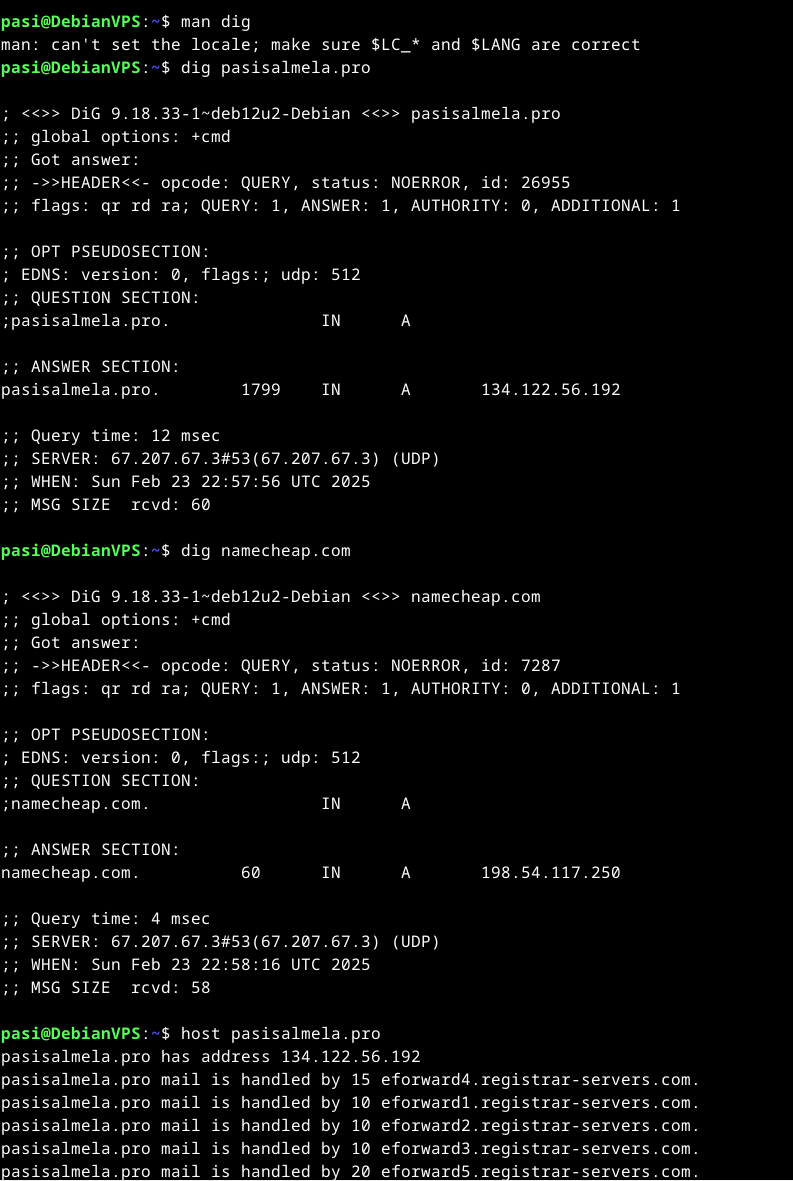 pasi@DebianVPS:~$ man dig
man: can't set the locale; make sure $LC_* and $LANG are correct
pasi@DebianVPS:~$ dig pasisalmela.pro

; <<>> DiG 9.18.33-1~deb12u2-Debian <<>> pasisalmela.pro
;; global options: +cmd
;; Got answer:
;; ->>HEADER<<- opcode: QUERY, status: NOERROR, id: 26955
;; flags: qr rd ra; QUERY: 1, ANSWER: 1, AUTHORITY: 0, ADDITIONAL: 1

;; OPT PSEUDOSECTION:
; EDNS: version: 0, flags:; udp: 512
;; QUESTION SECTION:
;pasisalmela.pro.               IN      A

;; ANSWER SECTION:
pasisalmela.pro.        1799    IN      A       134.122.56.192

;; Query time: 12 msec
;; SERVER: 67.207.67.3#53(67.207.67.3) (UDP)
;; WHEN: Sun Feb 23 22:57:56 UTC 2025
;; MSG SIZE  rcvd: 60

pasi@DebianVPS:~$ dig namecheap.com

; <<>> DiG 9.18.33-1~deb12u2-Debian <<>> namecheap.com
;; global options: +cmd
;; Got answer:
;; ->>HEADER<<- opcode: QUERY, status: NOERROR, id: 7287
;; flags: qr rd ra; QUERY: 1, ANSWER: 1, AUTHORITY: 0, ADDITIONAL: 1

;; OPT PSEUDOSECTION:
; EDNS: version: 0, flags:; udp: 512
;; QUESTION SECTION:
;namecheap.com.                 IN      A

;; ANSWER SECTION:
namecheap.com.          60      IN      A       198.54.117.250

;; Query time: 4 msec
;; SERVER: 67.207.67.3#53(67.207.67.3) (UDP)
;; WHEN: Sun Feb 23 22:58:16 UTC 2025
;; MSG SIZE  rcvd: 58

pasi@DebianVPS:~$ host pasisalmela.pro
pasisalmela.pro has address 134.122.56.192
pasisalmela.pro mail is handled by 15 eforward4.registrar-servers.com.
pasisalmela.pro mail is handled by 10 eforward1.registrar-servers.com.
pasisalmela.pro mail is handled by 10 eforward2.registrar-servers.com.
pasisalmela.pro mail is handled by 10 eforward3.registrar-servers.com.
pasisalmela.pro mail is handled by 20 eforward5.registrar-servers.com.